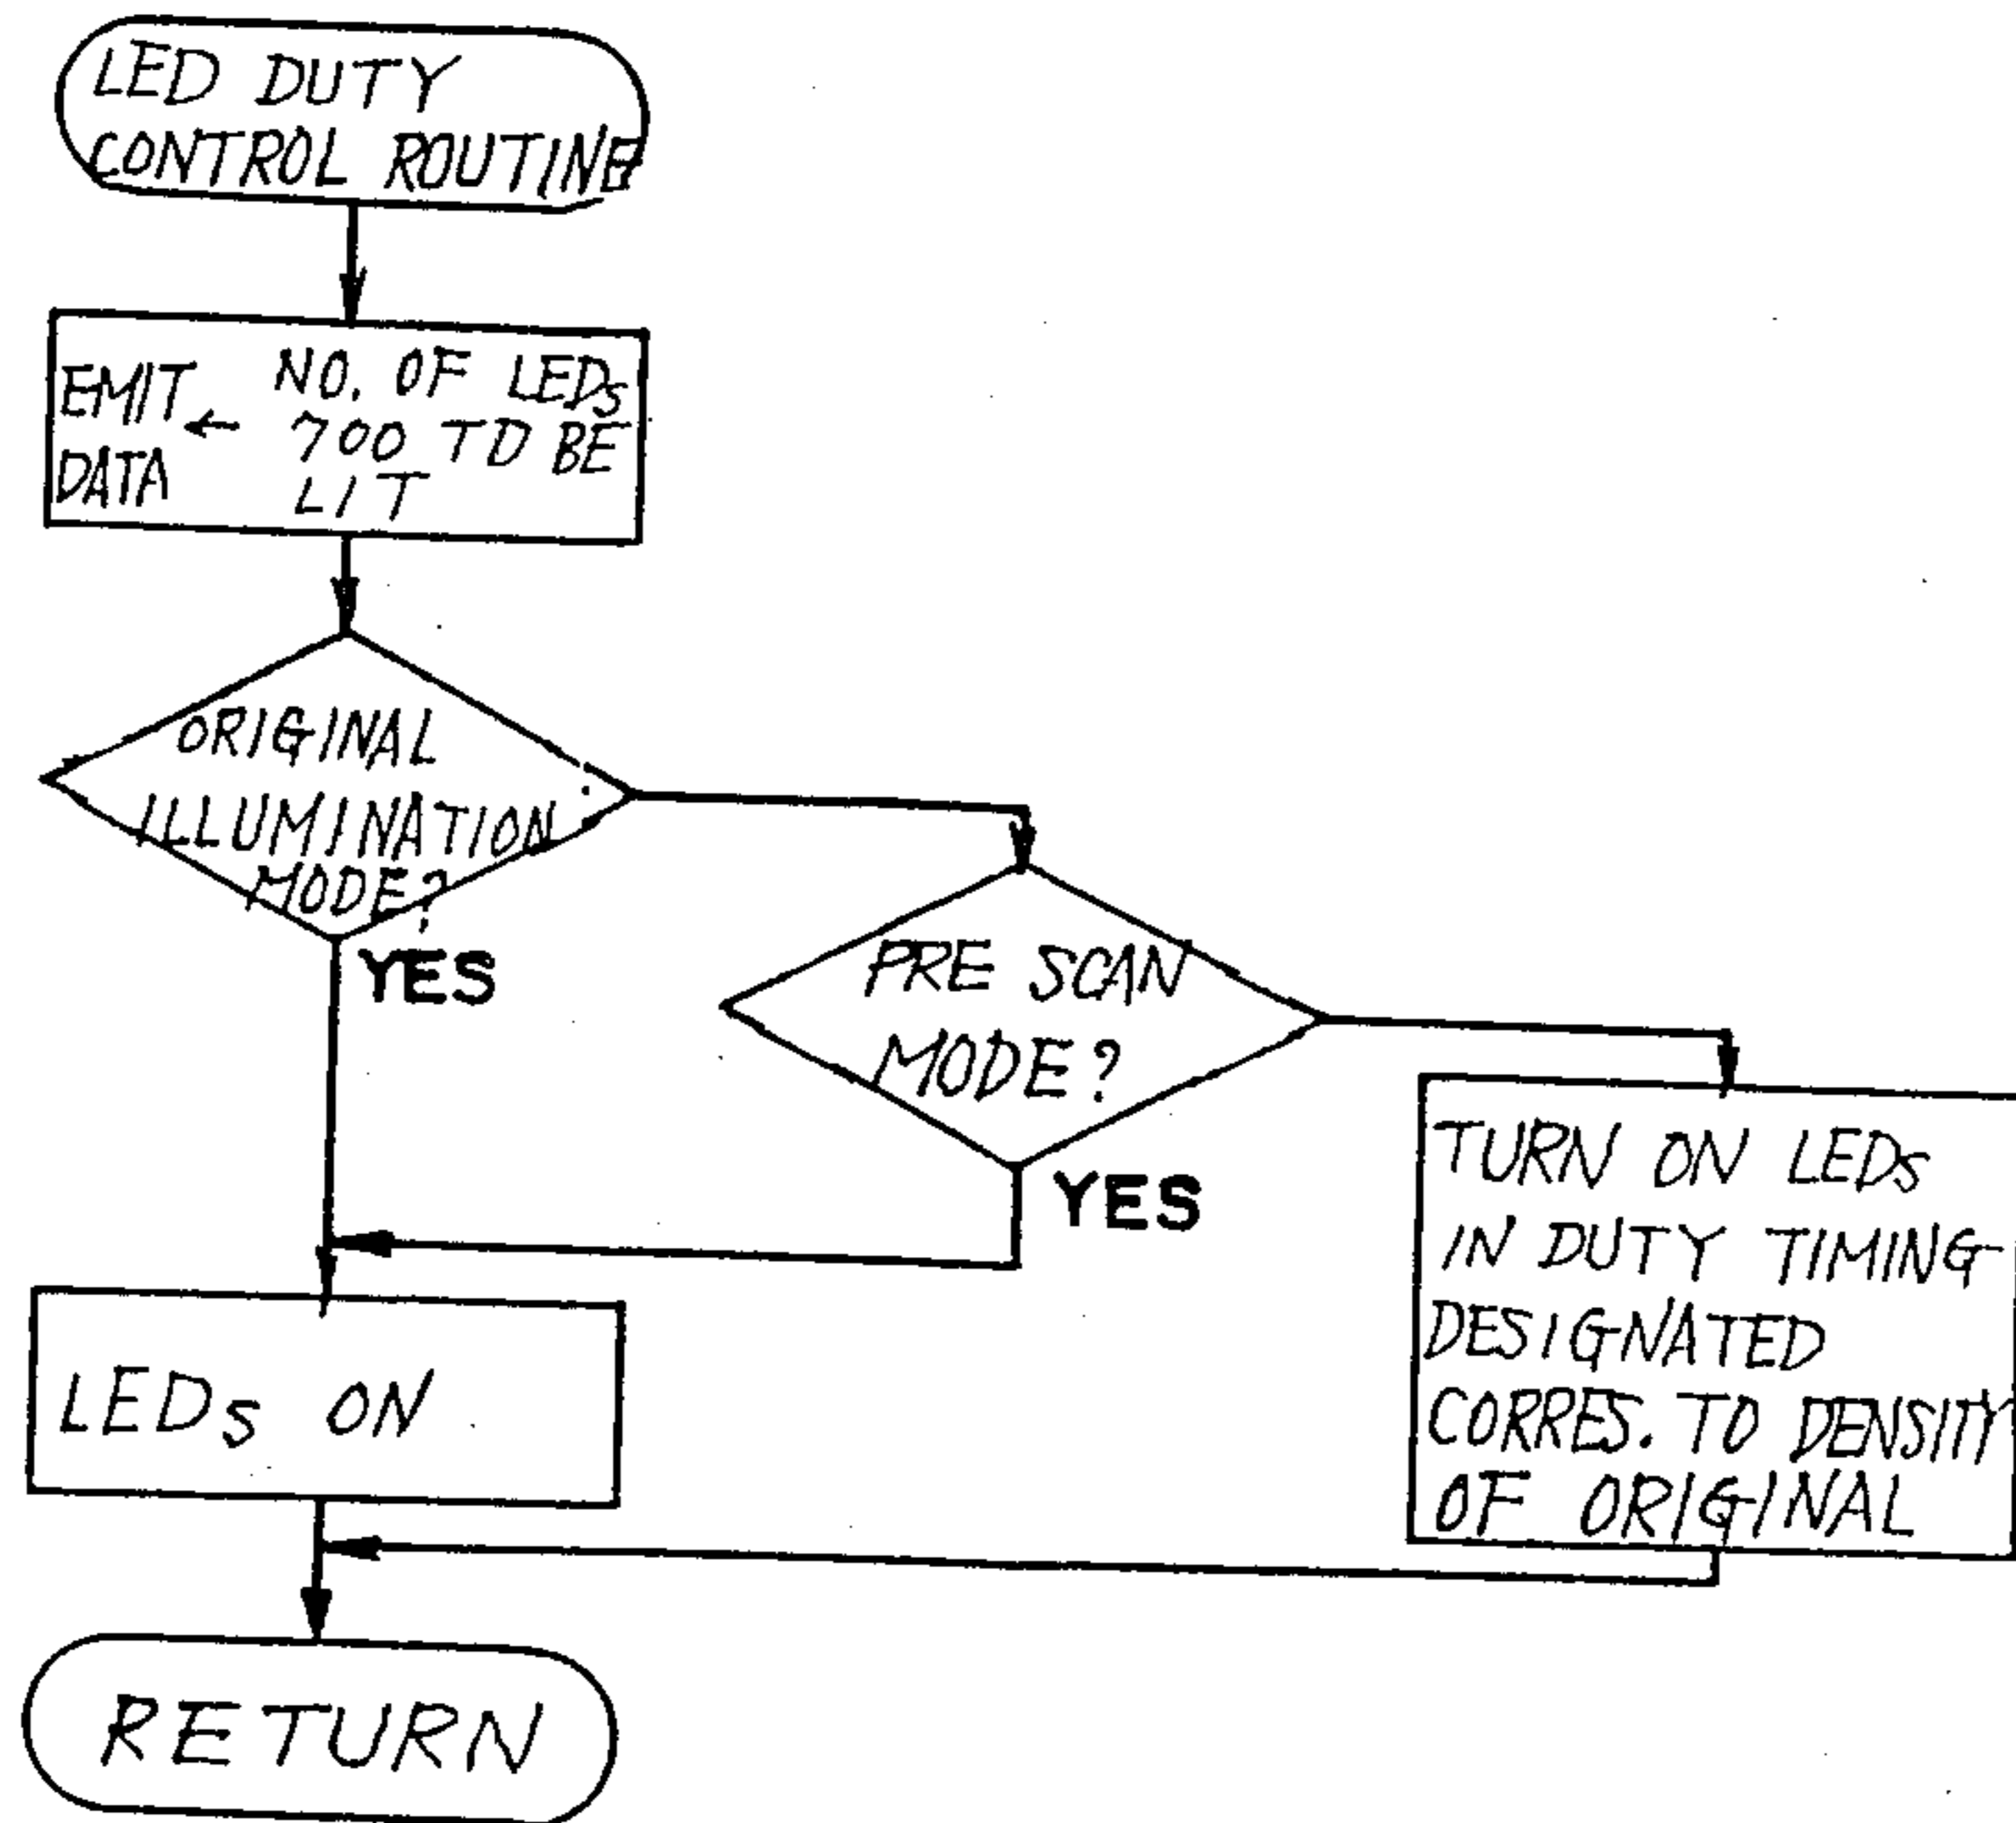 LED DUTY
CONTROL ROUTINE
EMIT ← NO. OF LEDs
DATA 700 TO BE
LIT
ORIGINAL
ILLUMINATION
MODE?
YES
PRE SCAN
MODE?
YES
TURN ON LEDs
IN DUTY TIMING
DESIGNATED
CORRES. TO DENSITY
OF ORIGINAL
LEDs ON
RETURN